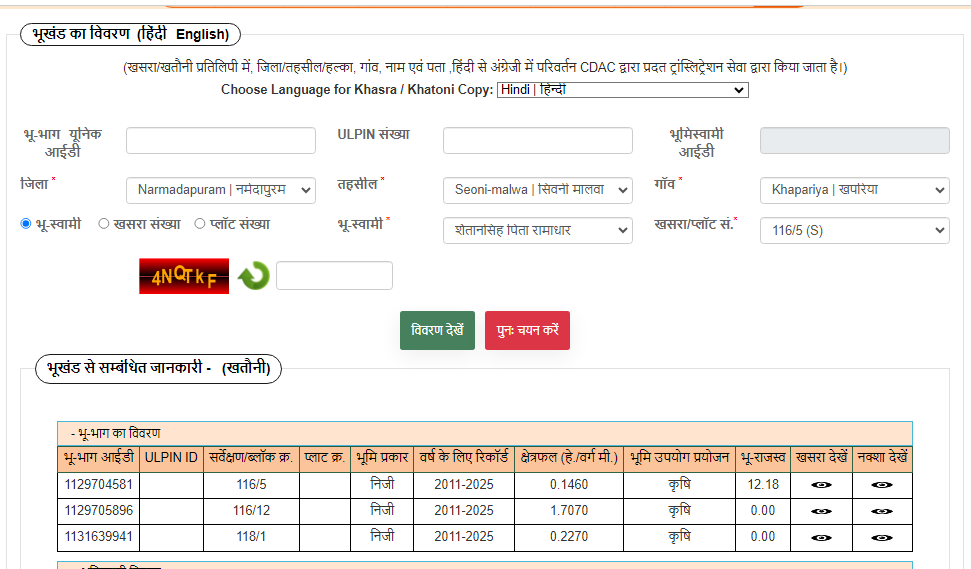 भूखंड का विवरण (हिंदी English)
(खसरा/खतौनी प्रतिलिपी में, जिला/तहसील/हल्का, गांव, नाम एवं पता ,हिंदी से अंग्रेजी में परिवर्तन CDAC द्वारा प्रदत ट्रांस्लिट्रेशन सेवा द्वारा किया जाता है।)
Choose Language for Khasra / Khatoni Copy: Hindi | हिन्दी
भू-भाग यूनिक आईडी ULPIN संख्या भूमिस्वामी आईडी
जिला * Narmadapuram | नर्मदापुरम तहसील * Seoni-malwa | सिवनी मालवा गाँव * Khapariya | खपरिया
भू-स्वामी खसरा संख्या प्लॉट संख्या भू-स्वामी * शैतानसिंह पिता रामाधार खसरा/प्लॉट सं.* 116/5 (S)
4NQTkF
विवरण देखें पुनः चयन करें
भूखंड से सम्बंधित जानकारी - (खतौनी)
- भू-भाग का विवरण
भू-भाग आईडी ULPIN ID सर्वेक्षण/ब्लॉक क्र. प्लाट क्र. भूमि प्रकार वर्ष के लिए रिकॉर्ड क्षेत्रफल (हे./वर्ग मी.) भूमि उपयोग प्रयोजन भू-राजस्व खसरा देखें नक्शा देखें
1129704581 116/5 निजी 2011-2025 0.1460 कृषि 12.18
1129705896 116/12 निजी 2011-2025 1.7070 कृषि 0.00
1131639941 118/1 निजी 2011-2025 0.2270 कृषि 0.00